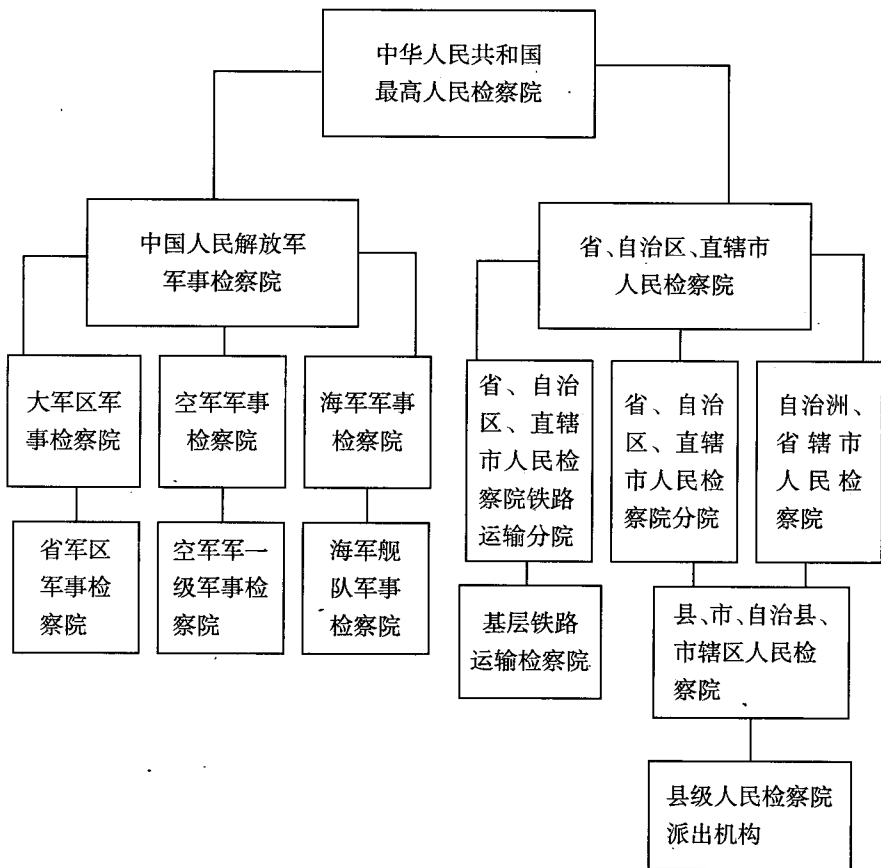 中华人民共和国
最高人民检察院
中国人民解放军
军事检察院
省、自治区、直辖市
人民检察院
大军区军
事检察院
空军军事
检察院
海军军事
检察院
省、自治
区、直辖
市人民检
察院铁路
运输分院
省、自治
区、直辖
市人民检
察院分院
自治洲、
省辖市
人民检
察院
省军区
军事检
察院
空军军一
级军事检
察院
海军舰
队军事
检察院
基层铁路
运输检察院
县、市、自治县、
市辖区人民检
察院
县级人民检察院
派出机构